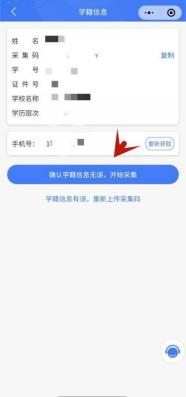 学籍信息
姓 名
采 集 码 复制
学 号
证 件 号
学校名称
学历层次
手机号: 重新获取
确认学籍信息无误，开始采集
学籍信息有误，重新上传采集码